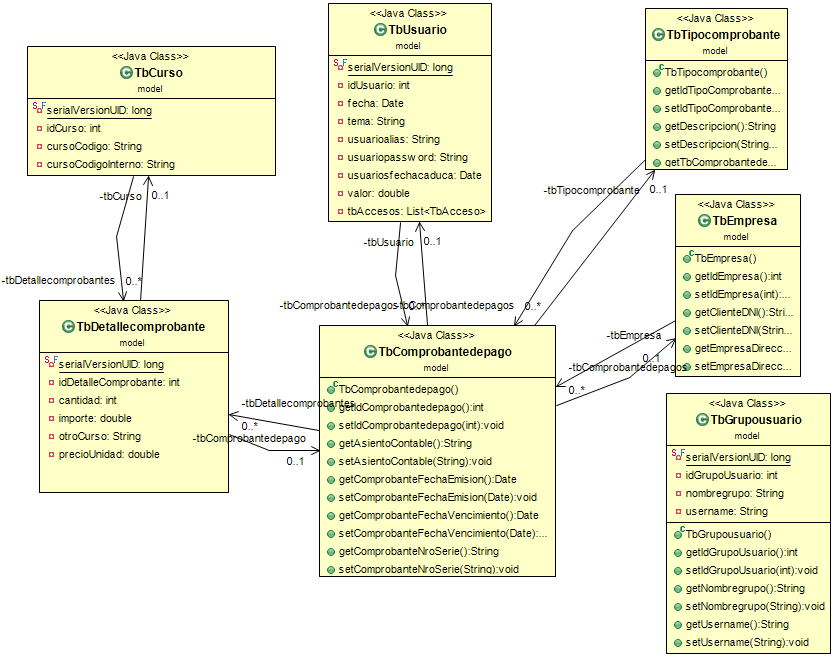 <<Java Class>>
TbCurso
model
serialVersionUID: long
idCurso: int
cursoCodigo: String
cursoCodigoInterno: String
<<Java Class>>
TbUsuario
model
serialVersionUID: long
idUsuario: int
fecha: Date
tema: String
usuarioalias: String
usuariopassword: String
usuariosfechacaduca: Date
valor: double
tbAccesos: List<TbAcceso>
<<Java Class>>
TbTipocomprobante
model
TbTipocomprobante()
getIdTipoComprobante...
setIdTipoComprobante...
getDescripcion():String
setDescripcion(String...
getTbComprobantede...
-tbCurso
0..1
-tbDetallecomprobantes
0..*
-tbUsuario
0..1
-tbComprobantedepagos
0..*
-tbTipocomprobante
0..1
-tbComprobantedepagos
0..*
<<Java Class>>
TbEmpresa
model
TbEmpresa()
getIdEmpresa():int
setIdEmpresa(int):...
getClienteDNI():Stri...
setClienteDNI(Strin...
getEmpresaDirecc...
setEmpresaDirecc...
-tbEmpresa
0..1
-tbComprobantedepagos
0..*
<<Java Class>>
TbDetallecomprobante
model
serialVersionUID: long
idDetalleComprobante: int
cantidad: int
importe: double
otroCurso: String
precioUnidad: double
-tbDetallecomprobantes
0..*
-tbComprobantedepago
0..1
<<Java Class>>
TbComprobantedepago
model
TbComprobantedepago()
getIdComprobantedepago():int
setIdComprobantedepago(int):void
getAsientoContable():String
setAsientoContable(String):void
getComprobanteFechaEmision():Date
setComprobanteFechaEmision(Date):void
getComprobanteFechaVencimiento():Date
setComprobanteFechaVencimiento(Date):...
getComprobanteNroSerie():String
setComprobanteNroSerie(String):void
<<Java Class>>
TbGrupousuario
model
serialVersionUID: long
idGrupoUsuario: int
nombregrupo: String
username: String
TbGrupousuario()
getIdGrupoUsuario():int
setIdGrupoUsuario(int):void
getNombregrupo():String
setNombregrupo(String):void
getUsername():String
setUsername(String):void